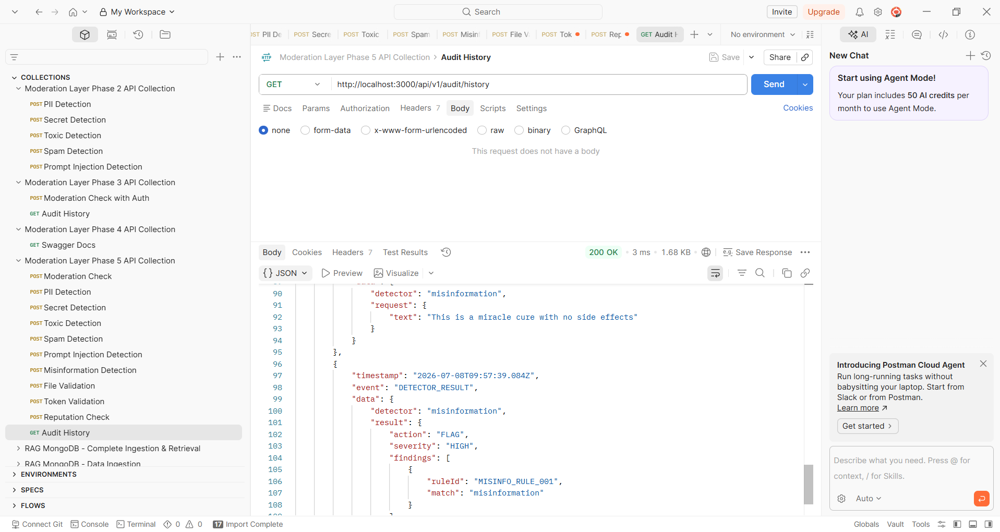 My Workspace
Search
Invite
Upgrade
PII De
POST Secre
POST Toxic
POST Spam
POST Misinf
POST File V
POST Tok
POST Rep
GET Audit H
No environment
AI
COLLECTIONS
Moderation Layer Phase 2 API Collection
POST PII Detection
POST Secret Detection
POST Toxic Detection
POST Spam Detection
POST Prompt Injection Detection
Moderation Layer Phase 3 API Collection
POST Moderation Check with Auth
GET Audit History
Moderation Layer Phase 4 API Collection
GET Swagger Docs
Moderation Layer Phase 5 API Collection
POST Moderation Check
POST PII Detection
POST Secret Detection
POST Toxic Detection
POST Spam Detection
POST Prompt Injection Detection
POST Misinformation Detection
POST File Validation
POST Token Validation
POST Reputation Check
GET Audit History
RAG MongoDB - Complete Ingestion & Retrieval
RAG MongoDB - Data Ingestion
ENVIRONMENTS
SPECS
FLOWS
HTTP Moderation Layer Phase 5 API Collection > Audit History
Save
Share
GET http://localhost:3000/api/v1/audit/history
Send
Docs Params Authorization Headers 7 Body Scripts Settings
Cookies
none form-data x-www-form-urlencoded raw binary GraphQL
This request does not have a body
Body Cookies Headers 7 Test Results
200 OK • 3 ms • 1.68 KB
e.g. Save Response
{} JSON Preview Visualize
90 "detector": "misinformation",
91 "request": {
92 "text": "This is a miracle cure with no side effects"
93 }
94 }
95 },
96 {
97 "timestamp": "2026-07-08T09:57:39.084Z",
98 "event": "DETECTOR_RESULT",
99 "data": {
100 "detector": "misinformation",
101 "result": {
102 "action": "FLAG",
103 "severity": "HIGH",
104 "findings": [
105 {
106 "ruleId": "MISINFO_RULE_001",
107 "match": "misinformation"
108 }
New Chat
Start using Agent Mode!
Your plan includes 50 AI credits per
month to use Agent Mode.
Introducing Postman Cloud Agent
Run long-running tasks without
babysitting your laptop. Start from
Slack or from Postman.
Learn more ↗
Get started >
Describe what you need. Press @ for
context, / for Skills.
Auto
Connect Git Console Terminal 0 0 17 Import Complete
Globals Vault Tools